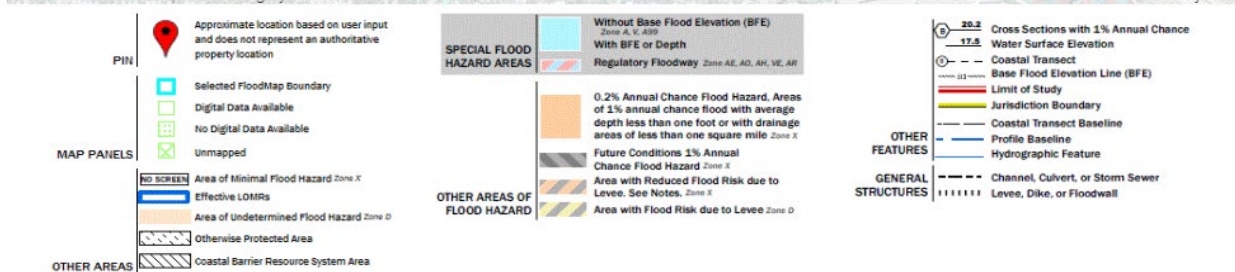 PIN
Approximate location based on user input
and does not represent an authoritative
property location
MAP PANELS
Selected FloodMap Boundary
Digital Data Available
No Digital Data Available
Unmapped
OTHER AREAS
NO SCREEN Area of Minimal Flood Hazard Zone X
Effective LOMRs
Area of Undetermined Flood Hazard Zone D
Otherwise Protected Area
Coastal Barrier Resource System Area
SPECIAL FLOOD
HAZARD AREAS
Without Base Flood Elevation (BFE)
Zone A, V, A99
With BFE or Depth
Regulatory Floodway Zone AE, AO, AH, VE, AR
OTHER AREAS OF
FLOOD HAZARD
0.2% Annual Chance Flood Hazard, Areas
of 1% annual chance flood with average
depth less than one foot or with drainage
areas of less than one square mile Zone X
Future Conditions 1% Annual
Chance Flood Hazard Zone X
Area with Reduced Flood Risk due to
Levee. See Notes. Zone X
Area with Flood Risk due to Levee Zone D
OTHER
FEATURES
B 20.2 Cross Sections with 1% Annual Chance
17.5 Water Surface Elevation
Coastal Transect
Base Flood Elevation Line (BFE)
Limit of Study
Jurisdiction Boundary
Coastal Transect Baseline
Profile Baseline
Hydrographic Feature
GENERAL
STRUCTURES
Channel, Culvert, or Storm Sewer
Levee, Dike, or Floodwall